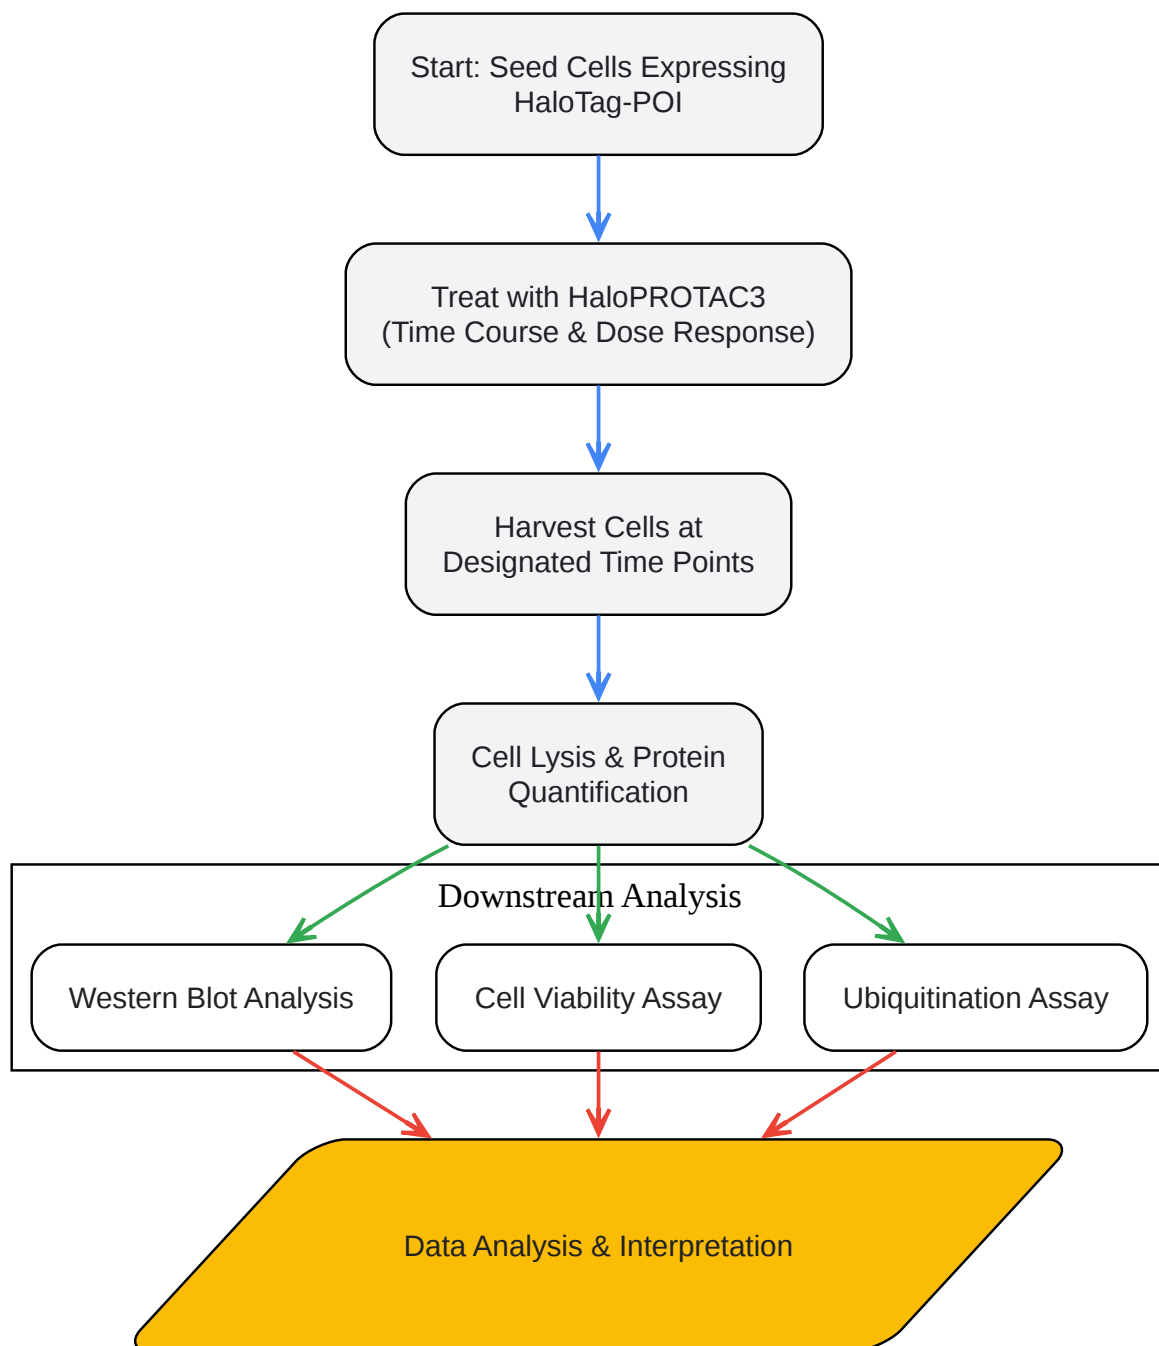 Start: Seed Cells Expressing
HaloTag-POI
Treat with HaloPROTAC3
(Time Course & Dose Response)
Harvest Cells at
Designated Time Points
Cell Lysis & Protein
Quantification
Downstream Analysis
Western Blot Analysis
Cell Viability Assay
Ubiquitination Assay
Data Analysis & Interpretation